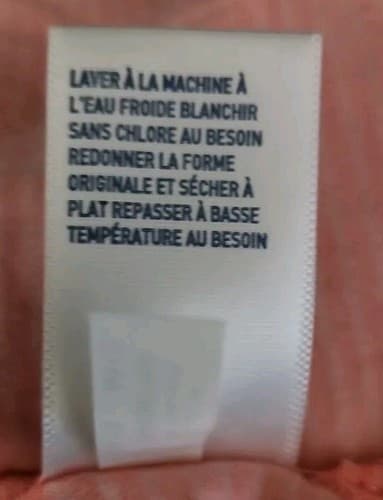 LAVER À LA MACHINE À
L'EAU FROIDE BLANCHIR
SANS CHLORE AU BESOIN
REDONNER LA FORME
ORIGINALE ET SÉCHER À
PLAT REPASSER À BASSE
TEMPÉRATURE AU BESOIN